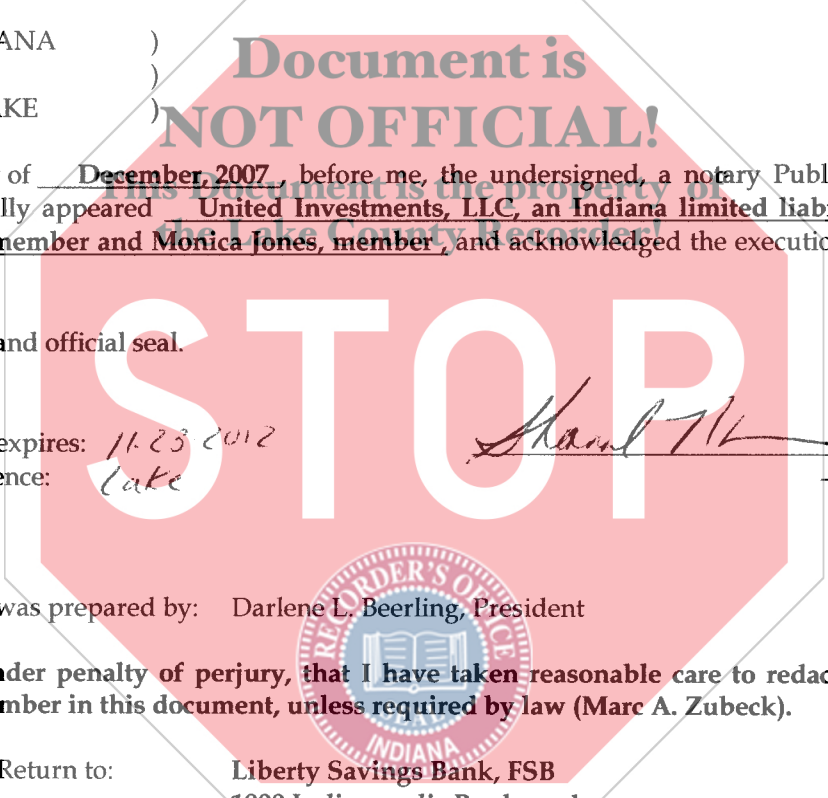 ANA )
Document is
)
AKE )
NOT OFFICIAL!
of December, 2007 , before me, the undersigned, a notary Publ
This Document is the property of
lly appeared United Investments, LLC, an Indiana limited liab
the Lake County Recorder!
member and Monica Jones, member , and acknowledged the executio
STOP
and official seal.
expires: 11-23-2012
ence: Lake
RECORDER'S OFFICE
was prepared by: Darlene L. Beerling, President
nder penalty of perjury, that I have taken reasonable care to redac
mber in this document, unless required by law (Marc A. Zubeck).
SEAL
INDIANA
Return to: Liberty Savings Bank, FSB